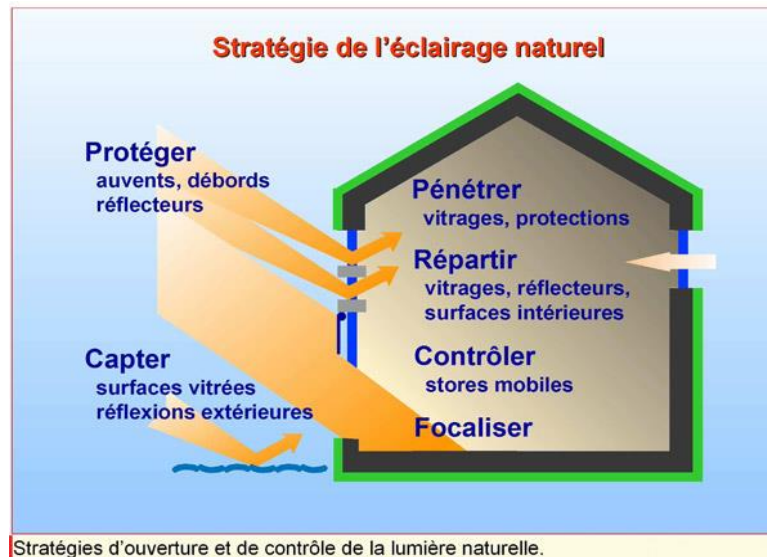 Stratégie de l'éclairage naturel
Protéger
auvents, débords
réflecteurs
Capter
surfaces vitrées
réflexions extérieures
Pénétrer
vitrages, protections
Répartir
vitrages, réflecteurs,
surfaces intérieures
Contrôler
stores mobiles
Focaliser
Stratégies d'ouverture et de contrôle de la lumière naturelle.